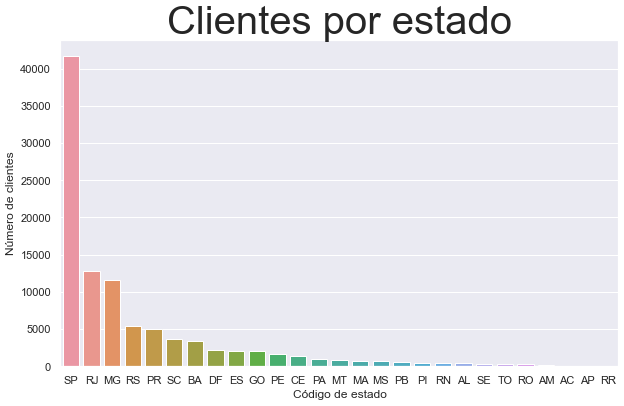 Clientes por estado
40000
35000
30000
25000
20000
15000
10000
5000
0
Número de clientes
SP RJ MG RS PR SC BA DF ES GO PE CE PA MT MA MS PB PI RN AL SE TO RO AM AC AP RR
Código de estado